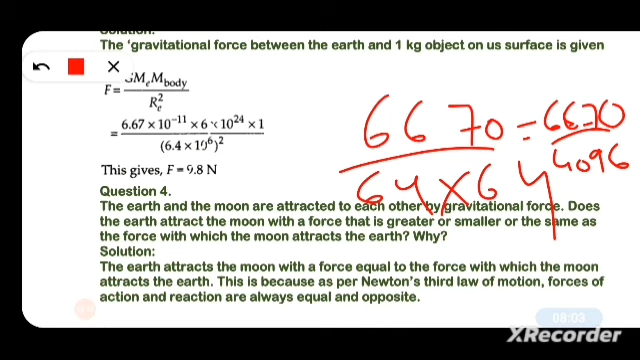 Solution:
The 'gravitational force between the earth and 1 kg object on us surface is given
F = GMeMbody / Re²
= 6.67 × 10⁻¹¹ × 6 × 10²⁴ × 1 / (6.4 × 10⁶)²
6670 / 64 × 64 = 6670 / 4096
This gives, F = 9.8 N
Question 4.
The earth and the moon are attracted to each other by gravitational force. Does
the earth attract the moon with a force that is greater or smaller or the same as
the force with which the moon attracts the earth? Why?
Solution:
The earth attracts the moon with a force equal to the force with which the moon
attracts the earth. This is because as per Newton's third law of motion, forces of
action and reaction are always equal and opposite.
08:03
XRecorder